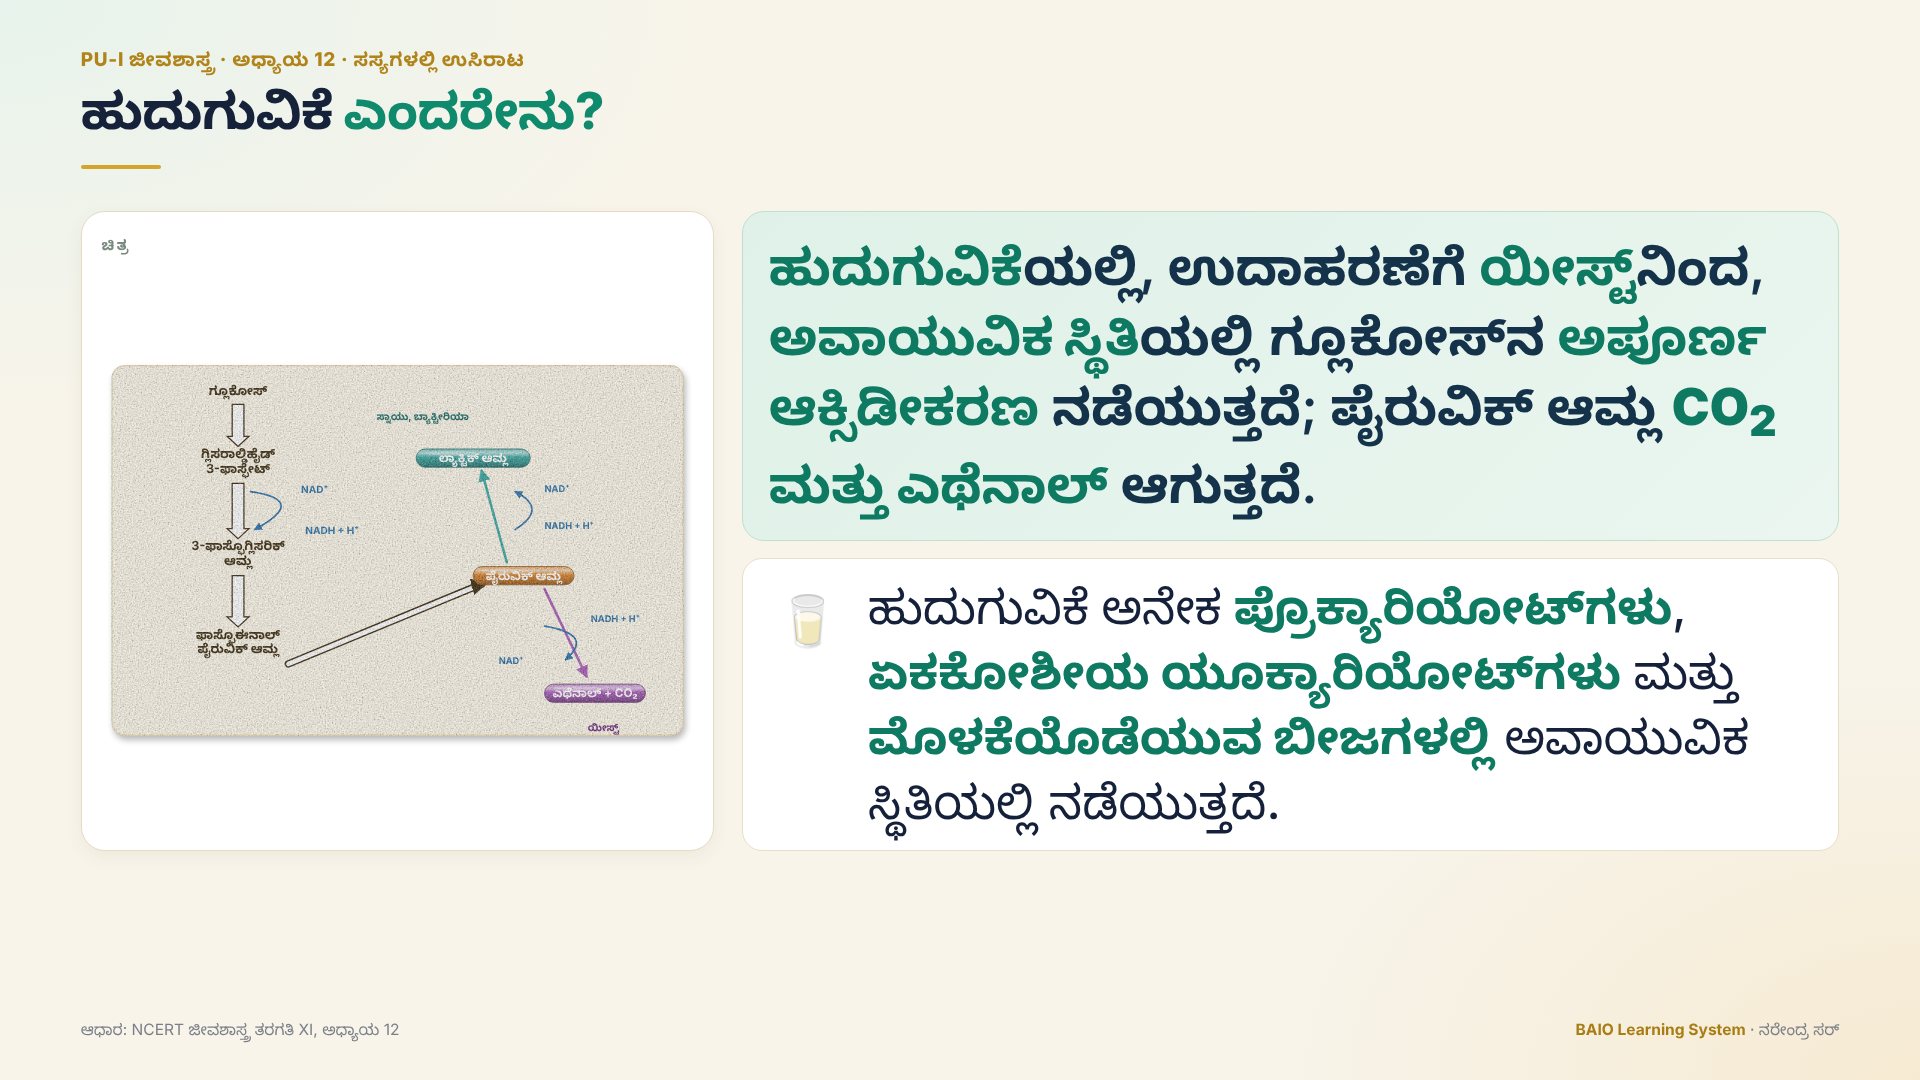 PU-I ಜೀವಶಾಸ್ತ್ರ · ಅಧ್ಯಾಯ 12 · ಸಸ್ಯಗಳಲ್ಲಿ ಉಸಿರಾಟ
ಹುದುಗುವಿಕೆ ಎಂದರೇನು?
ಚಿತ್ರ
ಗ್ಲೂಕೋಸ್
ಗ್ಲಿಸರಾಲ್ಡಿಹೈಡ್
3-ಫಾಸ್ಫೇಟ್
NAD⁺
NADH + H⁺
3-ಫಾಸ್ಫೊಗ್ಲಿಸರಿಕ್
ಆಮ್ಲ
ಫಾಸ್ಫೊಈನಾಲ್
ಪೈರುವಿಕ್ ಆಮ್ಲ
ಸ್ನಾಯು, ಬ್ಯಾಕ್ಟೀರಿಯಾ
ಲ್ಯಾಕ್ಟಿಕ್ ಆಮ್ಲ
NAD⁺
NADH + H⁺
ಪೈರುವಿಕ್ ಆಮ್ಲ
NADH + H⁺
NAD⁺
ಎಥೆನಾಲ್ + CO₂
ಯೀಸ್ಟ್
ಹುದುಗುವಿಕೆಯಲ್ಲಿ, ಉದಾಹರಣೆಗೆ ಯೀಸ್ಟ್‌ನಿಂದ,
ಅವಾಯುವಿಕ ಸ್ಥಿತಿಯಲ್ಲಿ ಗ್ಲೂಕೋಸ್‌ನ ಅಪೂರ್ಣ
ಆಕ್ಸಿಡೀಕರಣ ನಡೆಯುತ್ತದೆ; ಪೈರುವಿಕ್ ಆಮ್ಲ CO₂
ಮತ್ತು ಎಥೆನಾಲ್ ಆಗುತ್ತದೆ.
ಹುದುಗುವಿಕೆ ಅನೇಕ ಪ್ರೊಕ್ಯಾರಿಯೋಟ್‌ಗಳು,
ಏಕಕೋಶೀಯ ಯೂಕ್ಯಾರಿಯೋಟ್‌ಗಳು ಮತ್ತು
ಮೊಳಕೆಯೊಡೆಯುವ ಬೀಜಗಳಲ್ಲಿ ಅವಾಯುವಿಕ
ಸ್ಥಿತಿಯಲ್ಲಿ ನಡೆಯುತ್ತದೆ.
ಆಧಾರ: NCERT ಜೀವಶಾಸ್ತ್ರ ತರಗತಿ XI, ಅಧ್ಯಾಯ 12
BAIO Learning System · ನರೇಂದ್ರ ಸರ್